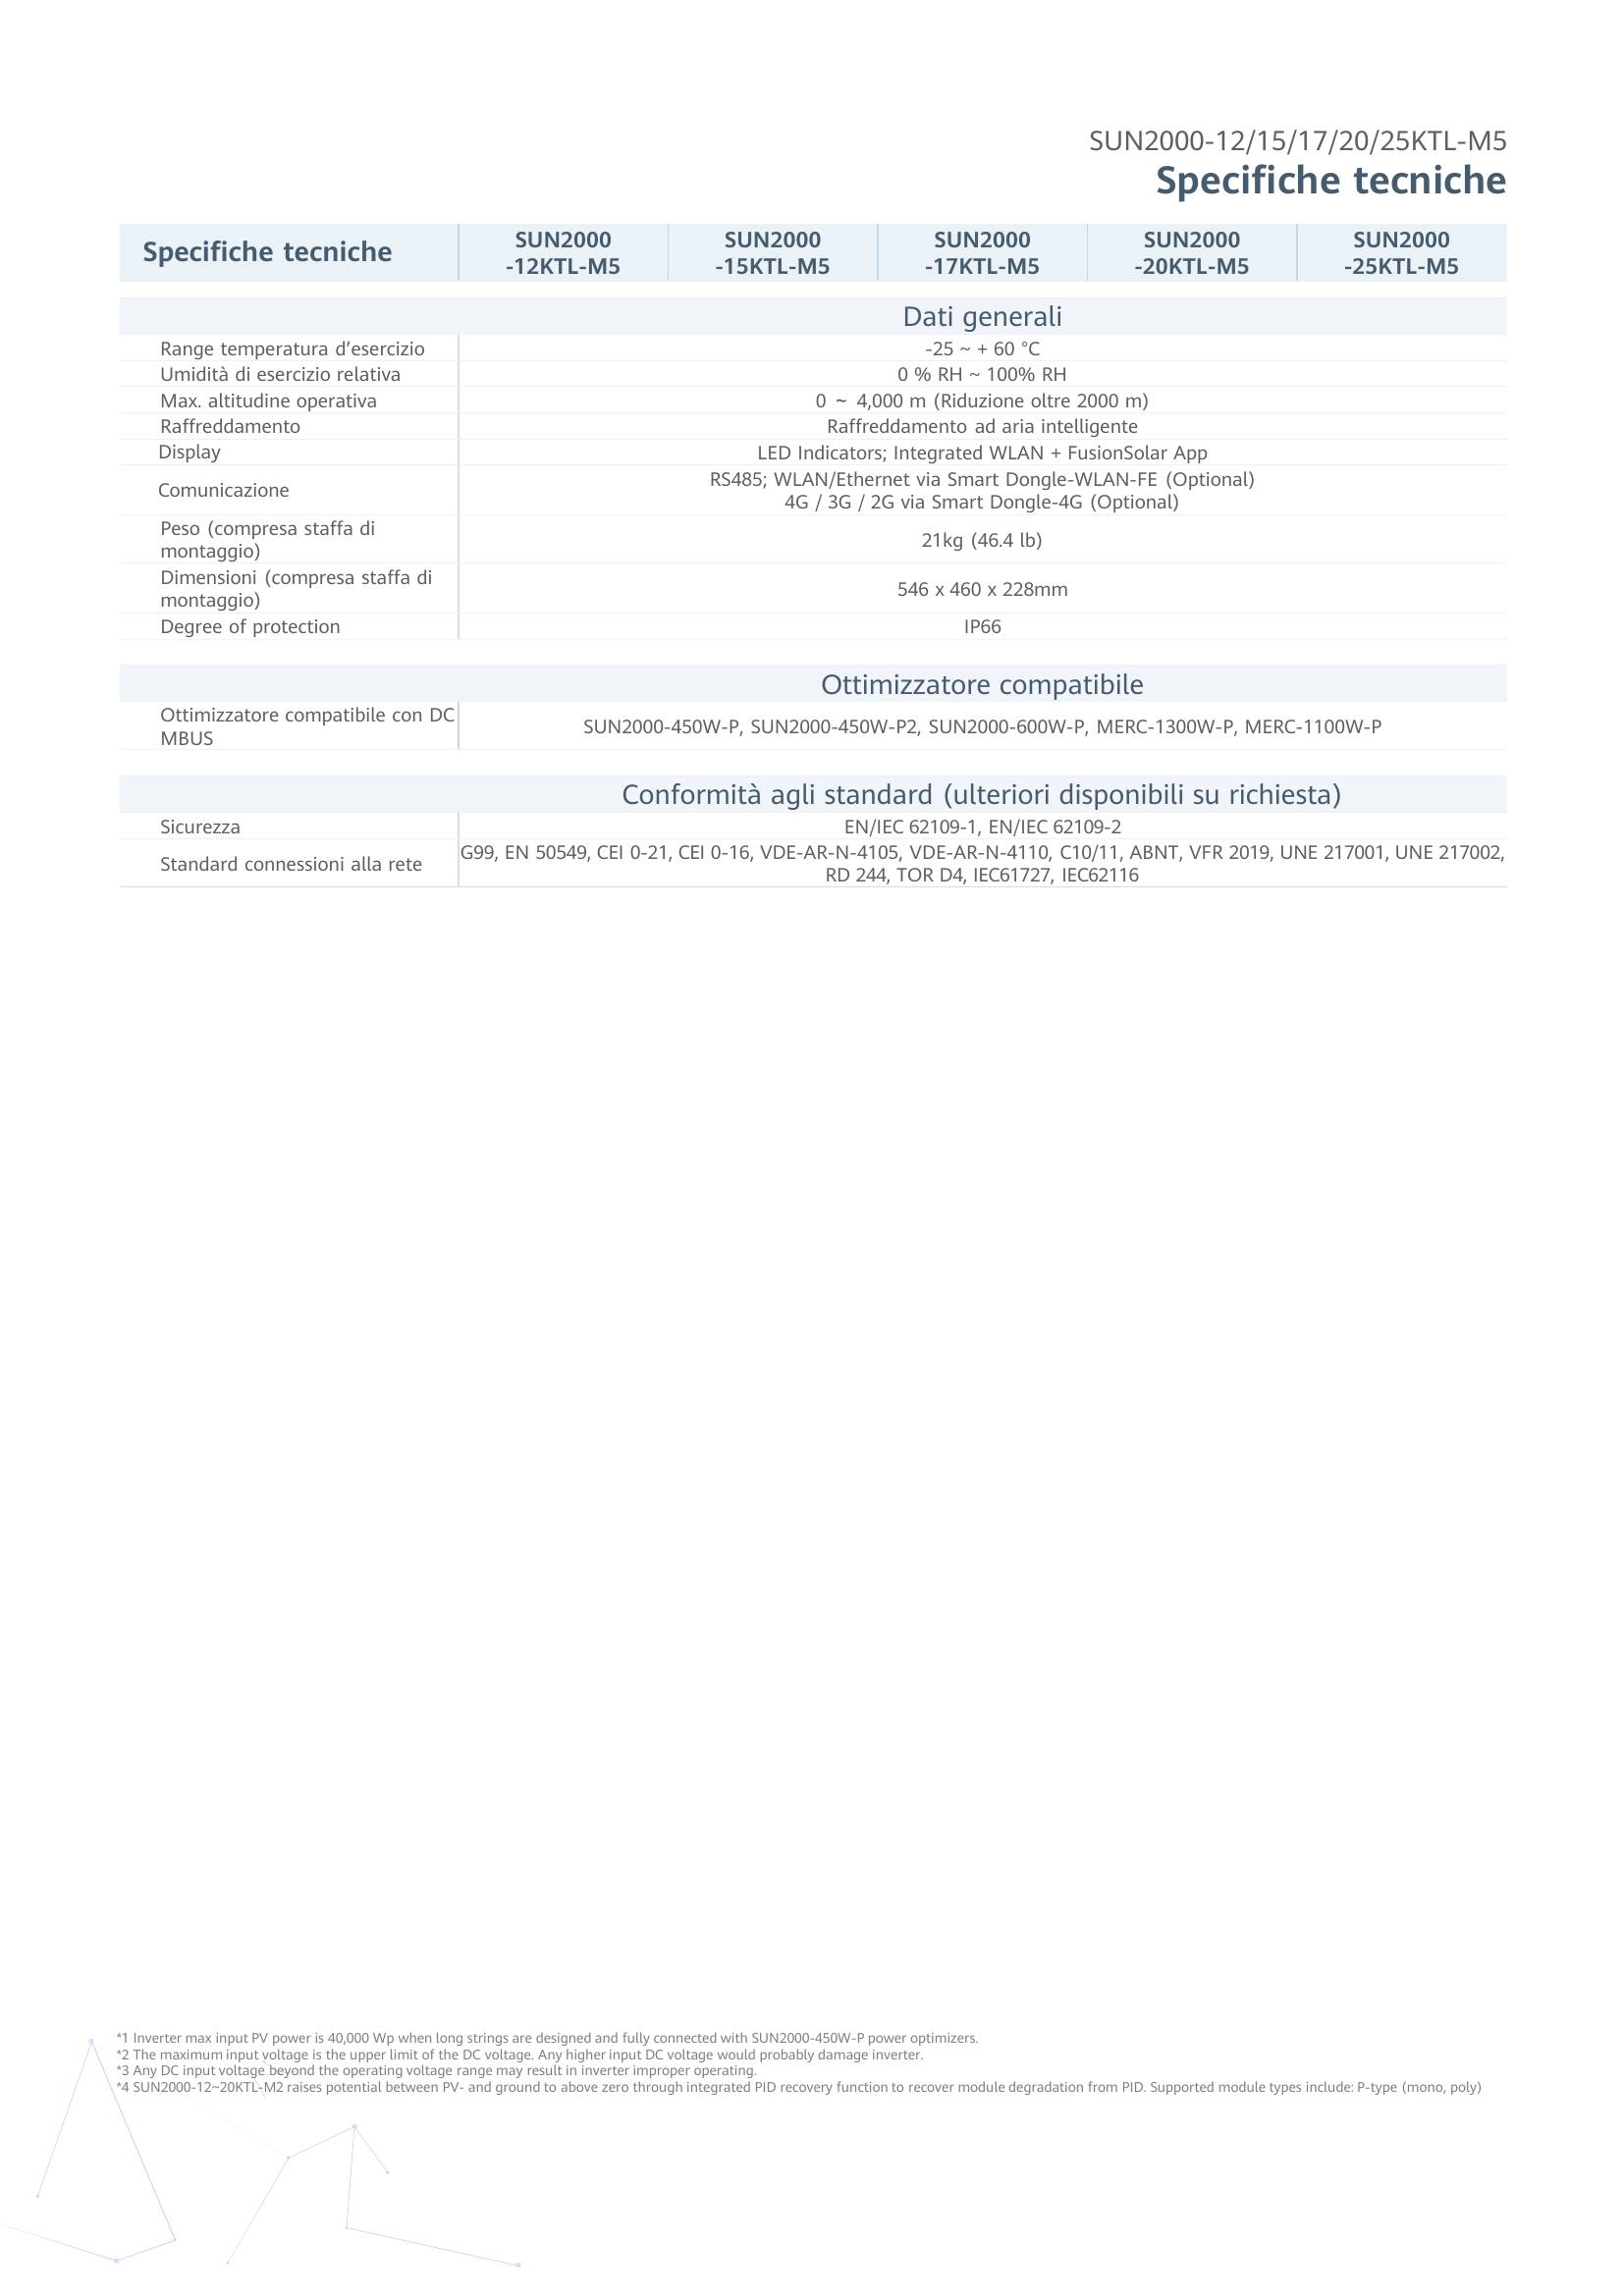 SUN2000-12/15/17/20/25KTL-M5
Specifiche tecniche
Specifiche tecniche
SUN2000
-12KTL-M5
SUN2000
-15KTL-M5
SUN2000
-17KTL-M5
SUN2000
-20KTL-M5
SUN2000
-25KTL-M5
Dati generali
Range temperatura d’esercizio
-25 ~ + 60 °C
Umidità di esercizio relativa
0 % RH ~ 100% RH
Max. altitudine operativa
0 ~ 4,000 m (Riduzione oltre 2000 m)
Raffreddamento
Raffreddamento ad aria intelligente
Display
LED Indicators; Integrated WLAN + FusionSolar App
Comunicazione
RS485; WLAN/Ethernet via Smart Dongle-WLAN-FE (Optional)
4G / 3G / 2G via Smart Dongle-4G (Optional)
Peso (compresa staffa di
montaggio)
21kg (46.4 lb)
Dimensioni (compresa staffa di
montaggio)
546 x 460 x 228mm
Degree of protection
IP66
Ottimizzatore compatibile
Ottimizzatore compatibile con DC
MBUS
SUN2000-450W-P, SUN2000-450W-P2, SUN2000-600W-P, MERC-1300W-P, MERC-1100W-P
Conformità agli standard (ulteriori disponibili su richiesta)
Sicurezza
EN/IEC 62109-1, EN/IEC 62109-2
Standard connessioni alla rete
G99, EN 50549, CEI 0-21, CEI 0-16, VDE-AR-N-4105, VDE-AR-N-4110, C10/11, ABNT, VFR 2019, UNE 217001, UNE 217002,
RD 244, TOR D4, IEC61727, IEC62116
*1 Inverter max input PV power is 40,000 Wp when long strings are designed and fully connected with SUN2000-450W-P power optimizers.
*2 The maximum input voltage is the upper limit of the DC voltage. Any higher input DC voltage would probably damage inverter.
*3 Any DC input voltage beyond the operating voltage range may result in inverter improper operating.
*4 SUN2000-12~20KTL-M2 raises potential between PV- and ground to above zero through integrated PID recovery function to recover module degradation from PID. Supported module types include: P-type (mono, poly)